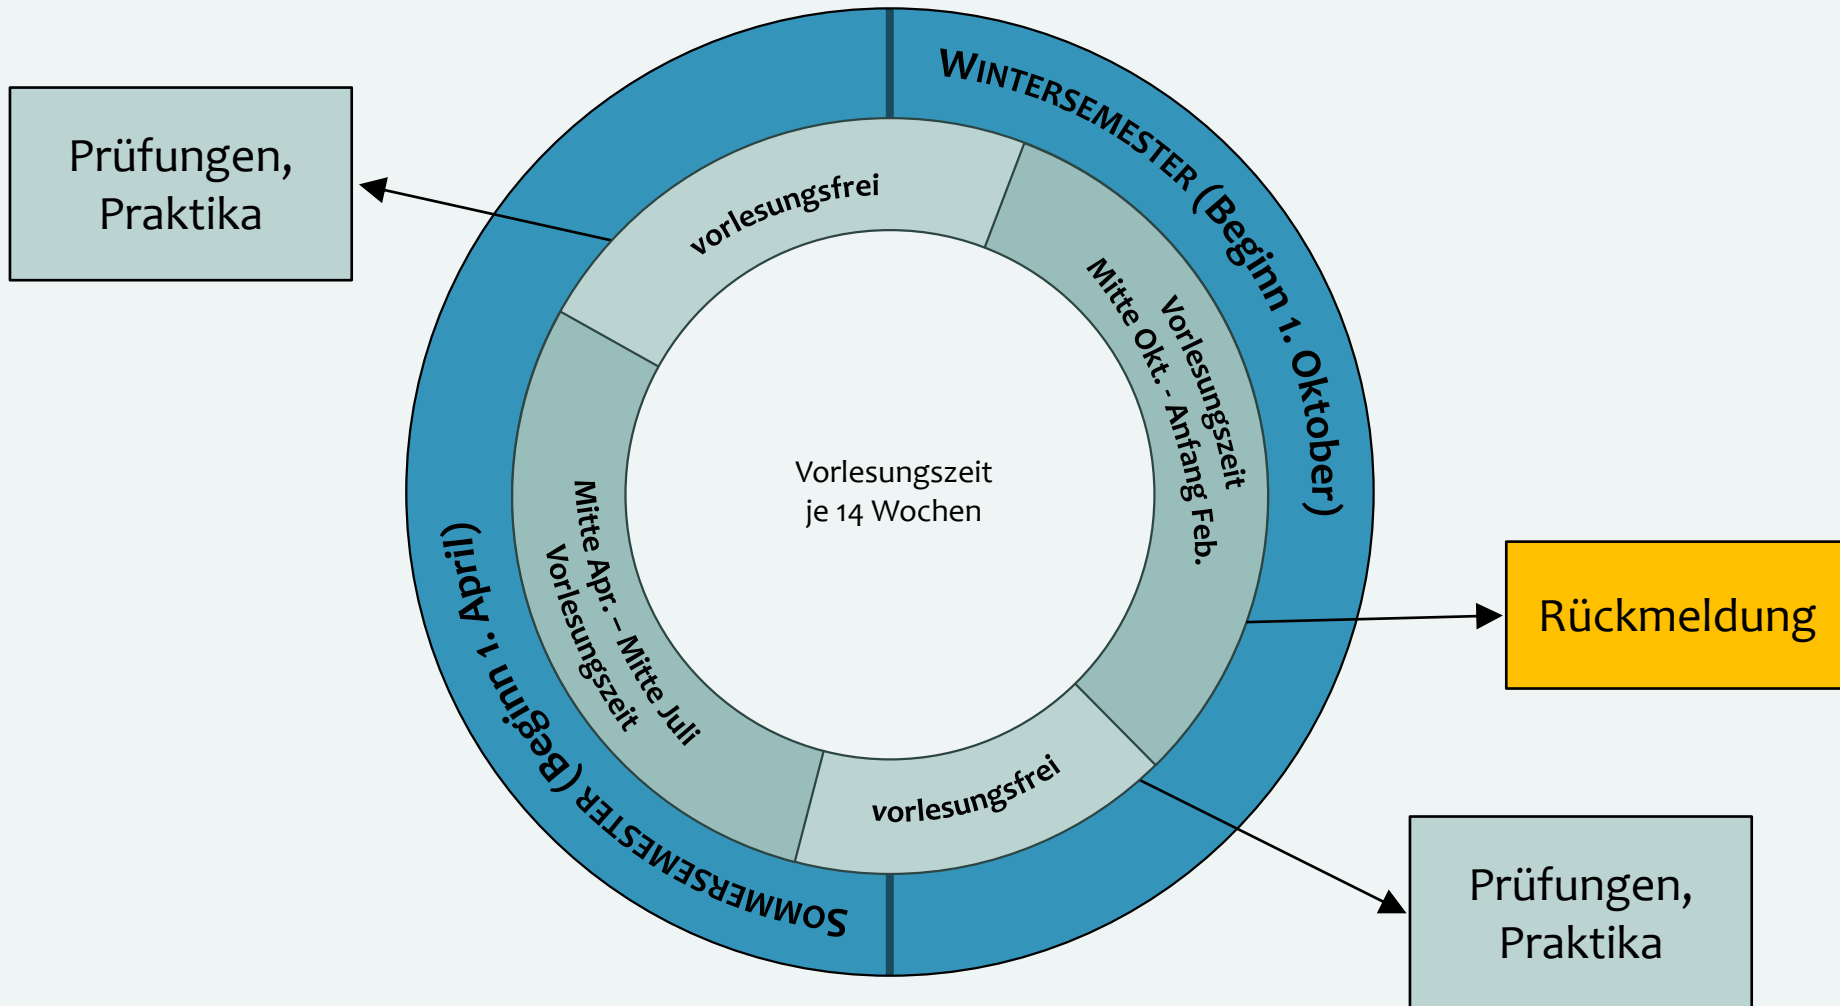 WINTERSEMESTER (Beginn 1. Oktober)
Prüfungen,
Praktika
vorlesungsfrei
Vorlesungszeit
Mitte Okt. - Anfang Feb.
Vorlesungszeit
je 14 Wochen
Mitte Apr. – Mitte Juli
Vorlesungszeit
SOMMERSEMESTER (Beginn 1. April)
Rückmeldung
vorlesungsfrei
Prüfungen,
Praktika